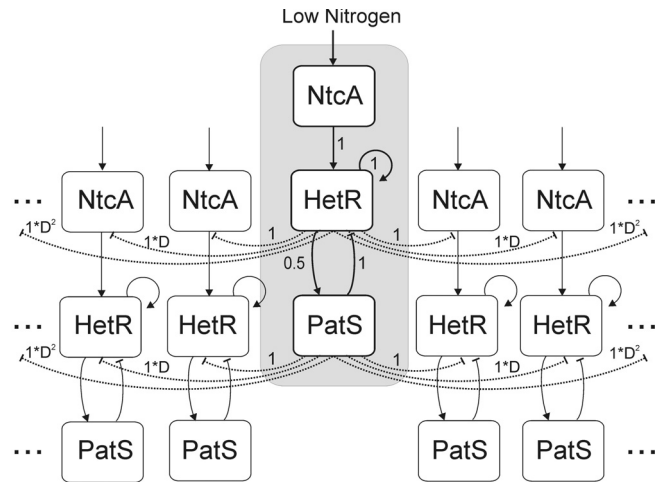 Low Nitrogen
NtcA
1
1
NtcA NtcA HetR NtcA NtcA
... ...
1*D² 1*D 1 1 1*D 1*D²
0.5 1
HetR HetR PatS HetR HetR
... ...
1*D² 1*D 1 1 1*D 1*D²
... PatS PatS PatS PatS ...